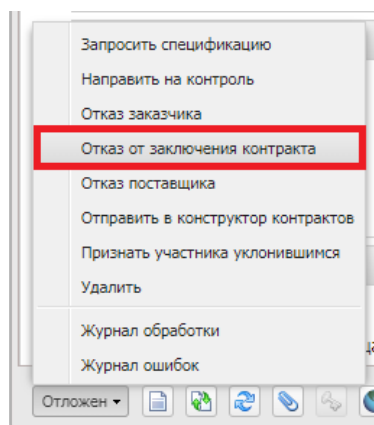 Запросить спецификацию
Направить на контроль
Отказ заказчика
Отказ от заключения контракта
Отказ поставщика
Отправить в конструктор контрактов
Признать участника уклонившимся
Удалить
Журнал обработки
Журнал ошибок
Отложен